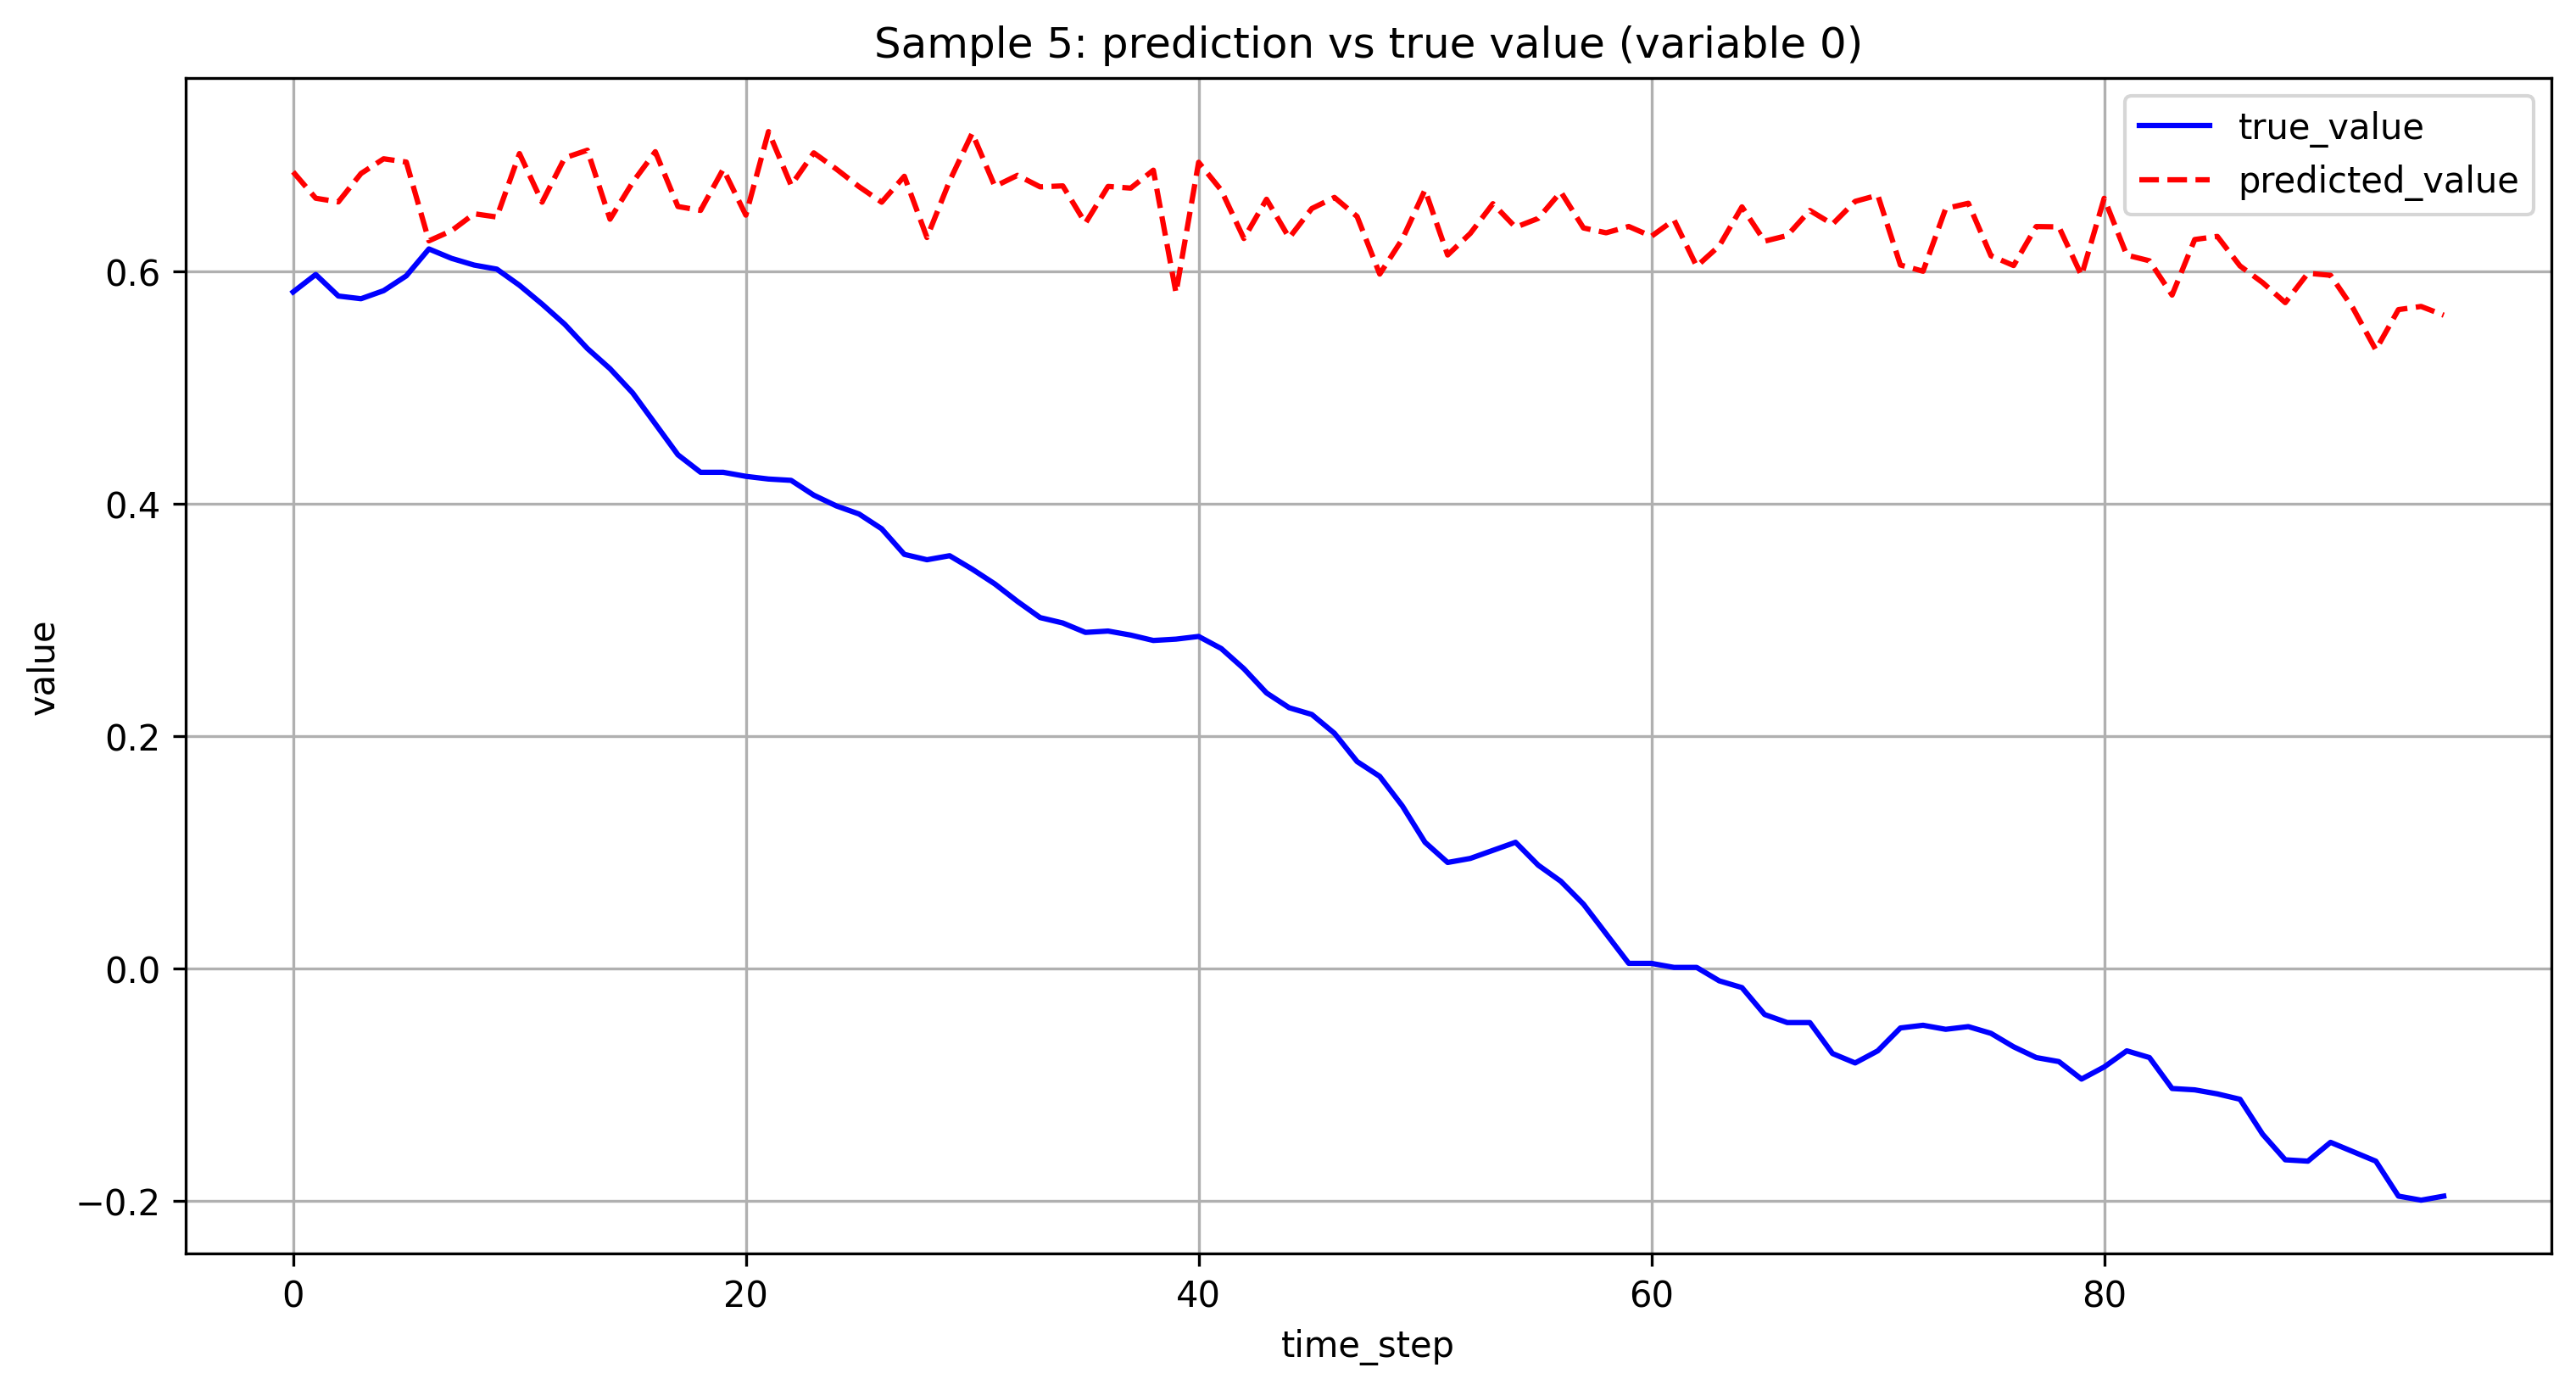 Sample 5: prediction vs true value (variable 0)
true_value
predicted_value
value
0.6
0.4
0.2
0.0
−0.2
0
20
40
60
80
time_step